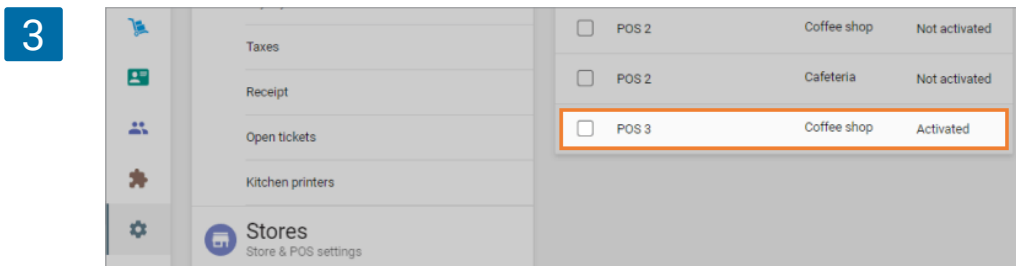 3
Taxes
Receipt
Open tickets
Kitchen printers
Stores
Store & POS settings
POS 2 Coffee shop Not activated
POS 2 Cafeteria Not activated
POS 3 Coffee shop Activated